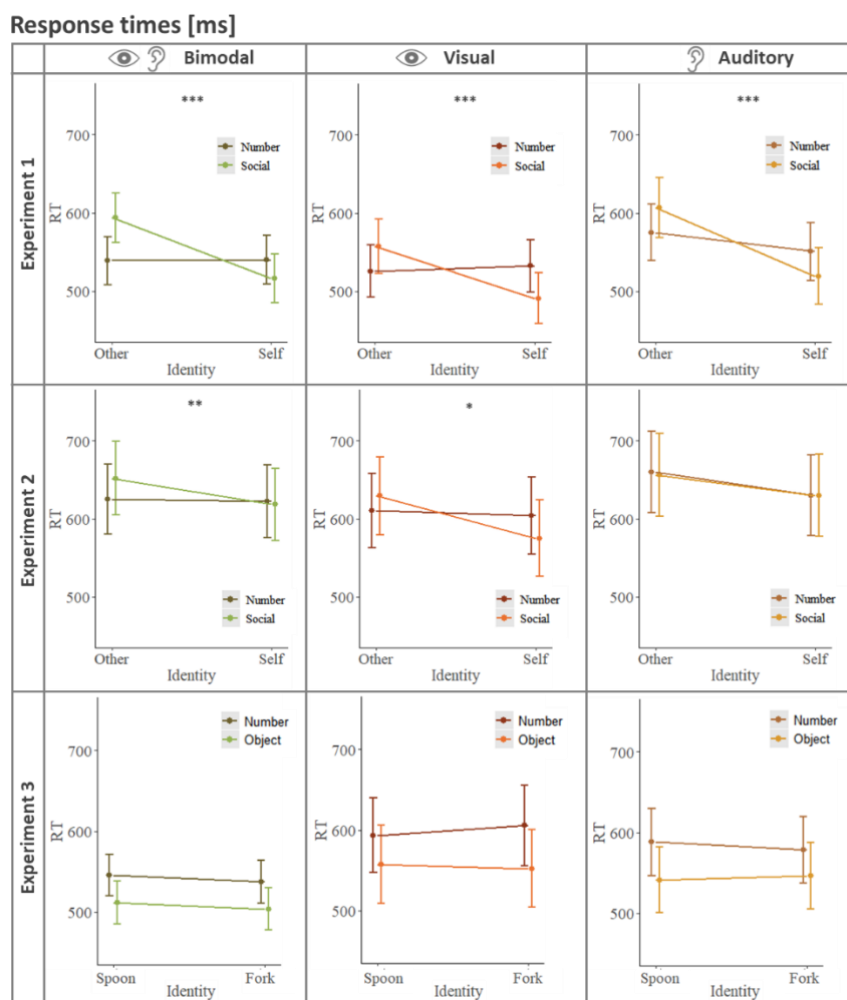 Response times [ms]
Bimodal
Visual
Auditory
Experiment 1
***
700
600
500
RT
Number
Social
Other
Self
Identity
***
700
600
500
RT
Number
Social
Other
Self
Identity
***
700
600
500
RT
Number
Social
Other
Self
Identity
Experiment 2
**
700
600
500
RT
Number
Social
Other
Self
Identity
*
700
600
500
RT
Number
Social
Other
Self
Identity
700
600
500
RT
Number
Social
Other
Self
Identity
Experiment 3
700
600
500
RT
Number
Object
Spoon
Fork
Identity
700
600
500
RT
Number
Object
Spoon
Fork
Identity
700
600
500
RT
Number
Object
Spoon
Fork
Identity